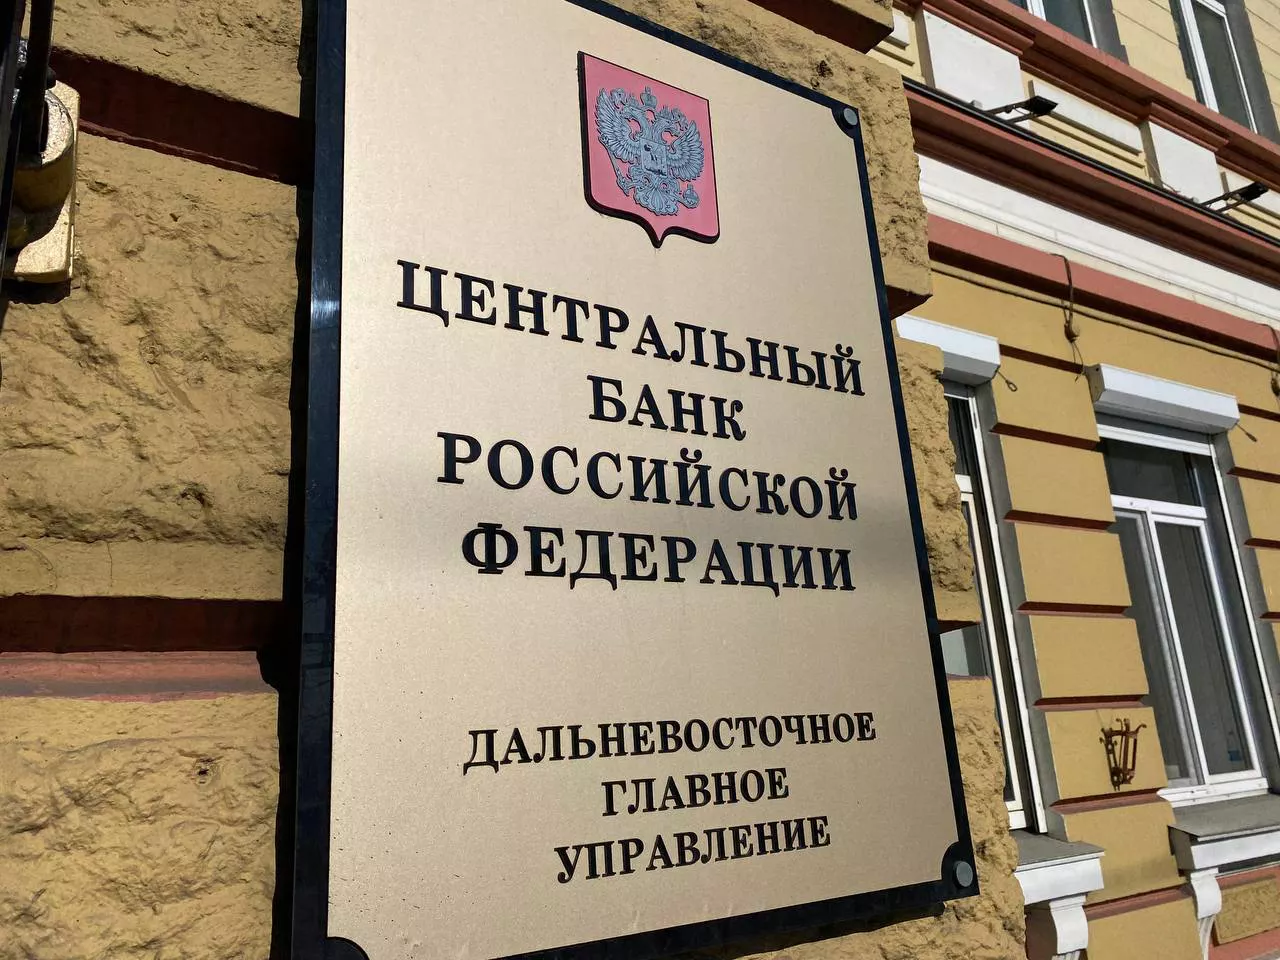 ЦЕНТРАЛЬНЫЙ
БАНК
РОССИЙСКОЙ
ФЕДЕРАЦИИ
ДАЛЬНЕВОСТОЧНОЕ
ГЛАВНОЕ
УПРАВЛЕНИЕ